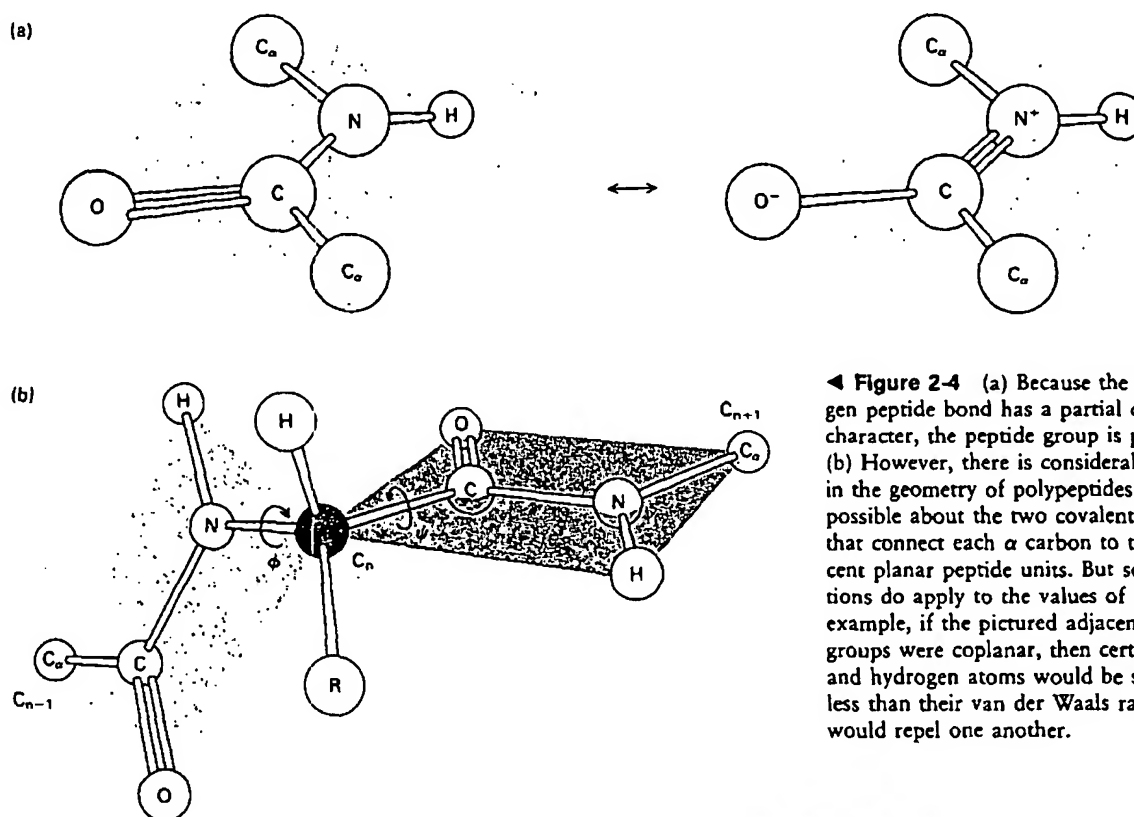 (a)
Cα
N
H
O
C
Cα
↔
Cα
N⁺
H
O⁻
C
Cα
(b)
H
H
O
C
N
Cα
Cₙ₊₁
N
φ
Cₙ
ψ
H
Cα
C
Cₙ₋₁
R
O
◄ Figure 2-4 (a) Because the
gen peptide bond has a partial
character, the peptide group is
(b) However, there is
in the geometry of polypeptides
possible about the two covalent
that connect each α carbon to
cent planar peptide units. But
tions do apply to the values of
example, if the pictured
groups were coplanar, then
and hydrogen atoms would be
less than their van der Waals
would repel one another.